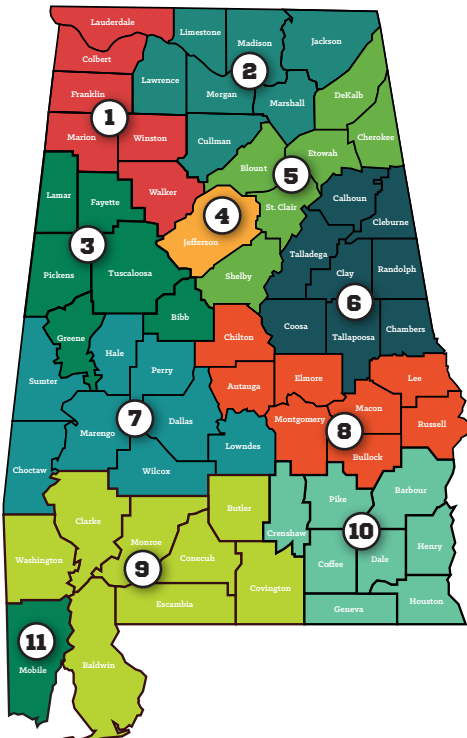 Lauderdale
Limestone
Madison
Jackson
Colbert
Lawrence
2
Franklin
Morgan
Marshall
DeKalb
1
Marion
Winston
Cullman
Cherokee
Etowah
Blount
5
Lamar
Fayette
Walker
St. Clair
Calhoun
Cleburne
4
Jefferson
3
Talladega
Pickens
Tuscaloosa
Shelby
Clay
Randolph
6
Bibb
Coosa
Tallapoosa
Chambers
Greene
Hale
Chilton
Sumter
Perry
Autauga
Elmore
Lee
7
Dallas
Montgomery
Macon
Russell
8
Marengo
Lowndes
Bullock
Choctaw
Wilcox
Clarke
Butler
Pike
Barbour
Washington
Monroe
Crenshaw
10
Conecuh
9
Coffee
Dale
Henry
Escambia
Covington
Geneva
Houston
11
Mobile
Baldwin